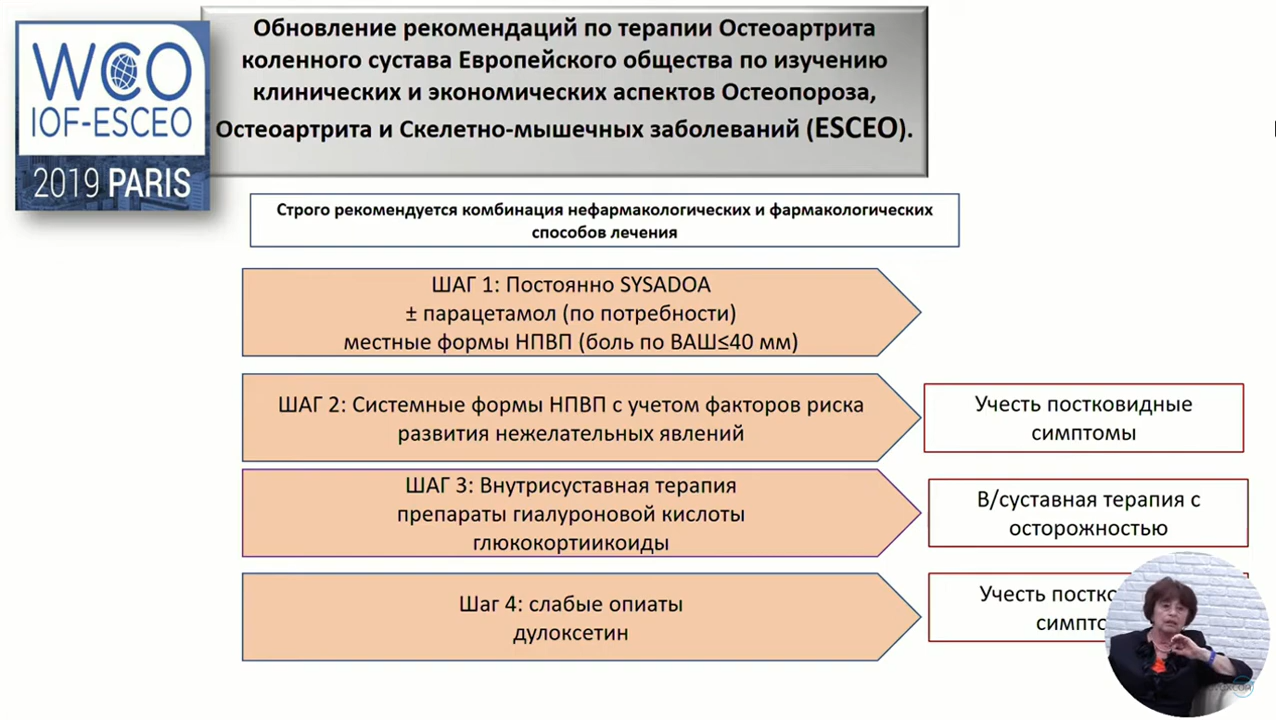 WCO
IOF-ESCEO
2019 PARIS
Обновление рекомендаций по терапии Остеоартрита
коленного сустава Европейского общества по изучению
клинических и экономических аспектов Остеопороза,
Остеоартрита и Скелетно-мышечных заболеваний (ESCEO).
Строго рекомендуется комбинация нефармакологических и фармакологических
способов лечения
ШАГ 1: Постоянно SYSADOA
± парацетамол (по потребности)
местные формы НПВП (боль по ВАШ≤40 мм)
ШАГ 2: Системные формы НПВП с учетом факторов риска
развития нежелательных явлений
Учесть постковидные
симптомы
ШАГ 3: Внутрисуставная терапия
препараты гиалуроновой кислоты
глюкокортиикоиды
В/суставная терапия с
осторожностью
Шаг 4: слабые опиаты
дулоксетин
Учесть